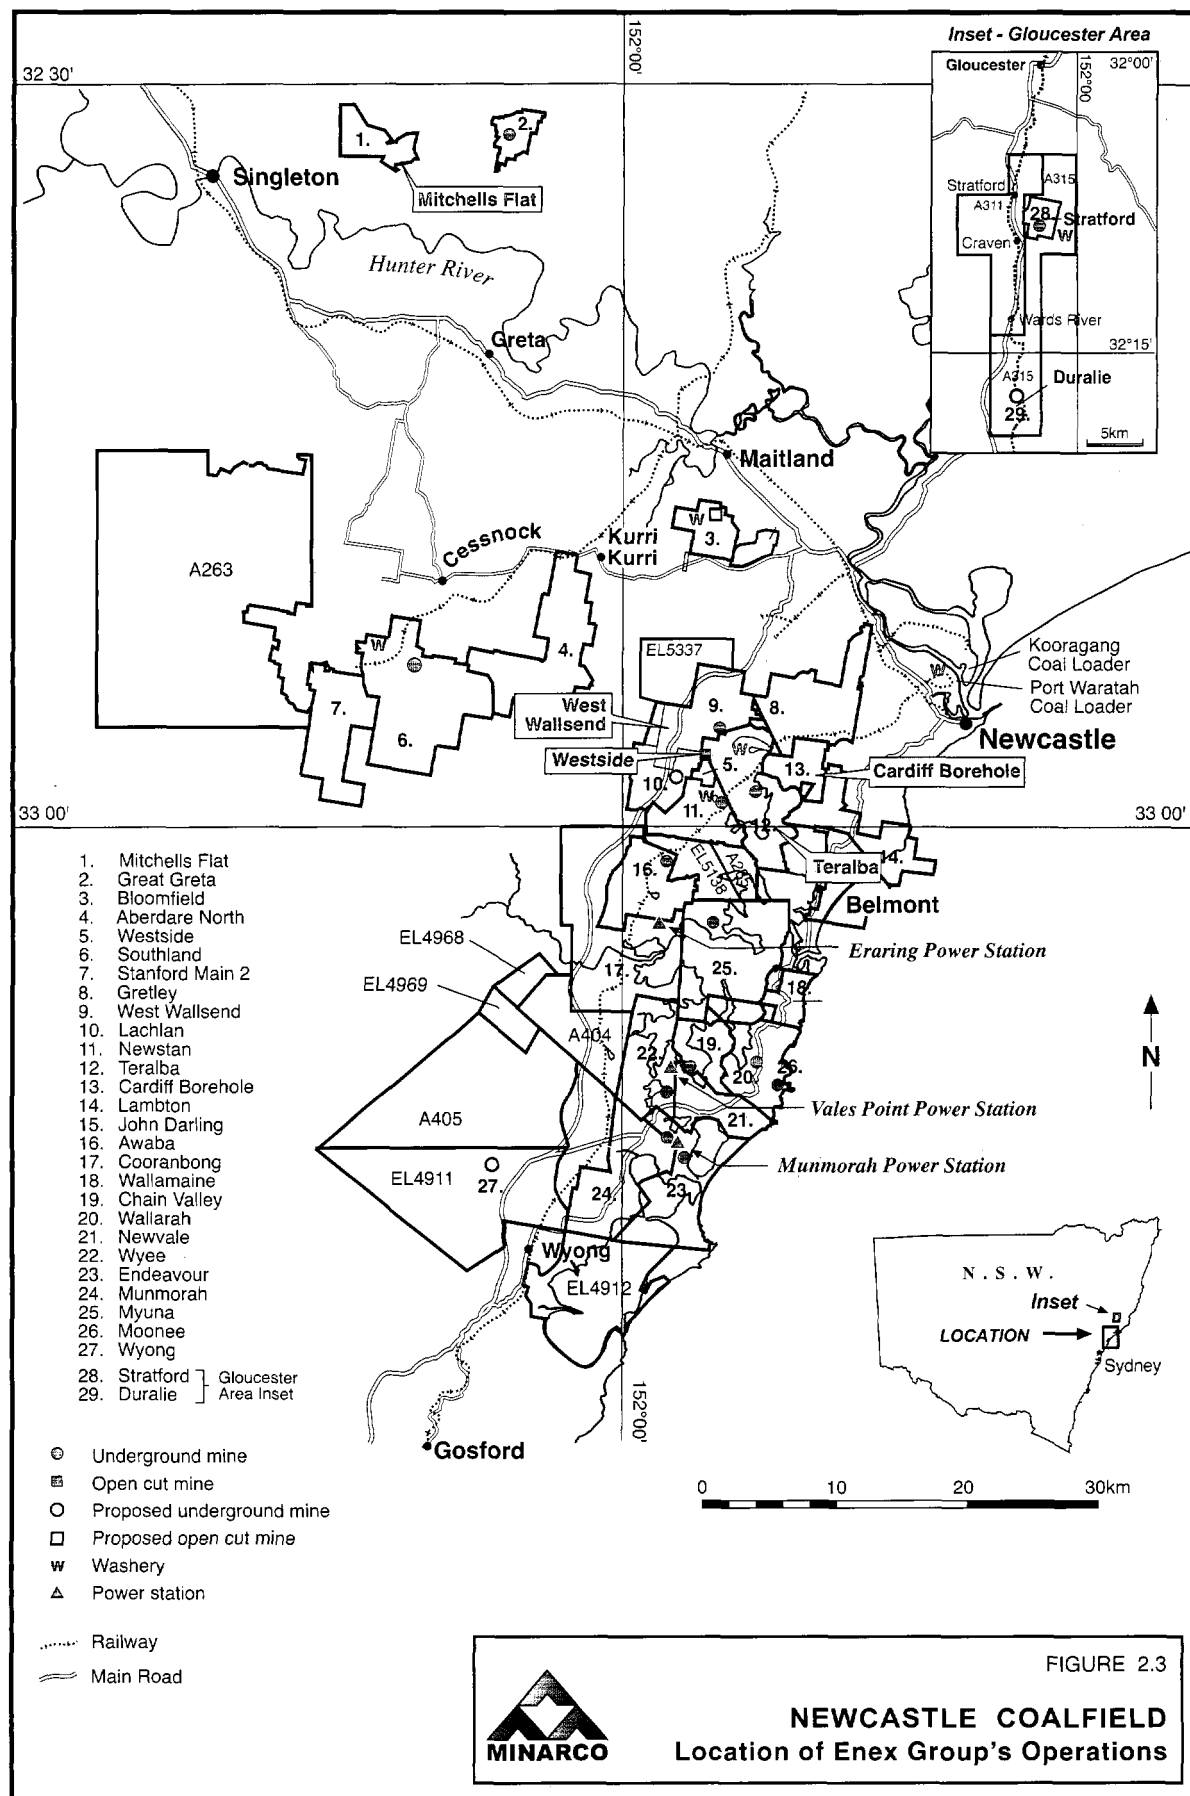 152°00'
Inset - Gloucester Area
32 30'
Gloucester
152°00
32°00'
1.
2.
Singleton
Mitchells Flat
Stratford
A315
A311
28.
Stratford
W
Craven
Hunter River
Wards River
32°15'
Greta
A315
Duralie
29.
5km
Maitland
W
3.
Cessnock
Kurri
Kurri
A263
W
4.
EL5337
W
Kooragang
Coal Loader
Port Waratah
Coal Loader
West
Wallsend
9.
8.
7.
6.
Newcastle
Westside
W
5.
13.
Cardiff Borehole
10.
W
11.
12.
33 00'
33 00'
1. Mitchells Flat
2. Great Greta
3. Bloomfield
4. Aberdare North
5. Westside
6. Southland
7. Stanford Main 2
8. Gretley
9. West Wallsend
10. Lachlan
11. Newstan
12. Teralba
13. Cardiff Borehole
14. Lambton
15. John Darling
16. Awaba
17. Cooranbong
18. Wallamaine
19. Chain Valley
20. Wallarah
21. Newvale
22. Wyee
23. Endeavour
24. Munmorah
25. Myuna
26. Moonee
27. Wyong
28. Stratford
29. Duralie
Gloucester
Area Inset
16.
EL5138
Teralba
14.
Belmont
EL4968
Eraring Power Station
EL4969
17.
25.
18.
A404
22.
19.
20.
26.
N
A405
Vales Point Power Station
21.
EL4911
27.
Munmorah Power Station
24.
23.
Wyong
EL4912
N.S.W.
Inset
LOCATION
Sydney
152°00'
Gosford
Underground mine
Open cut mine
Proposed underground mine
Proposed open cut mine
W Washery
Power station
Railway
Main Road
0 10 20 30km
MINARCO
FIGURE 2.3
NEWCASTLE COALFIELD
Location of Enex Group's Operations